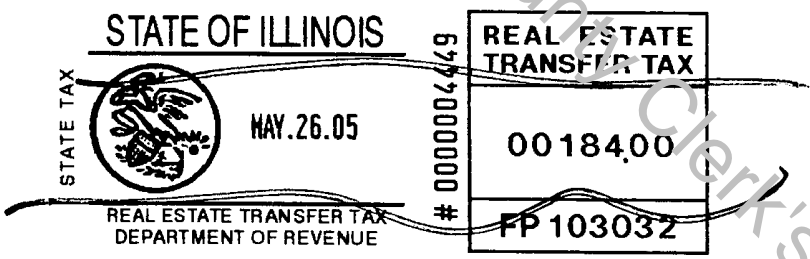 STATE OF ILLINOIS
STATE TAX
MAY.26.05
REAL ESTATE TRANSFER TAX
DEPARTMENT OF REVENUE
# 0000004449
REAL ESTATE
TRANSFER TAX
00184,00
FP 103032
Clerk's